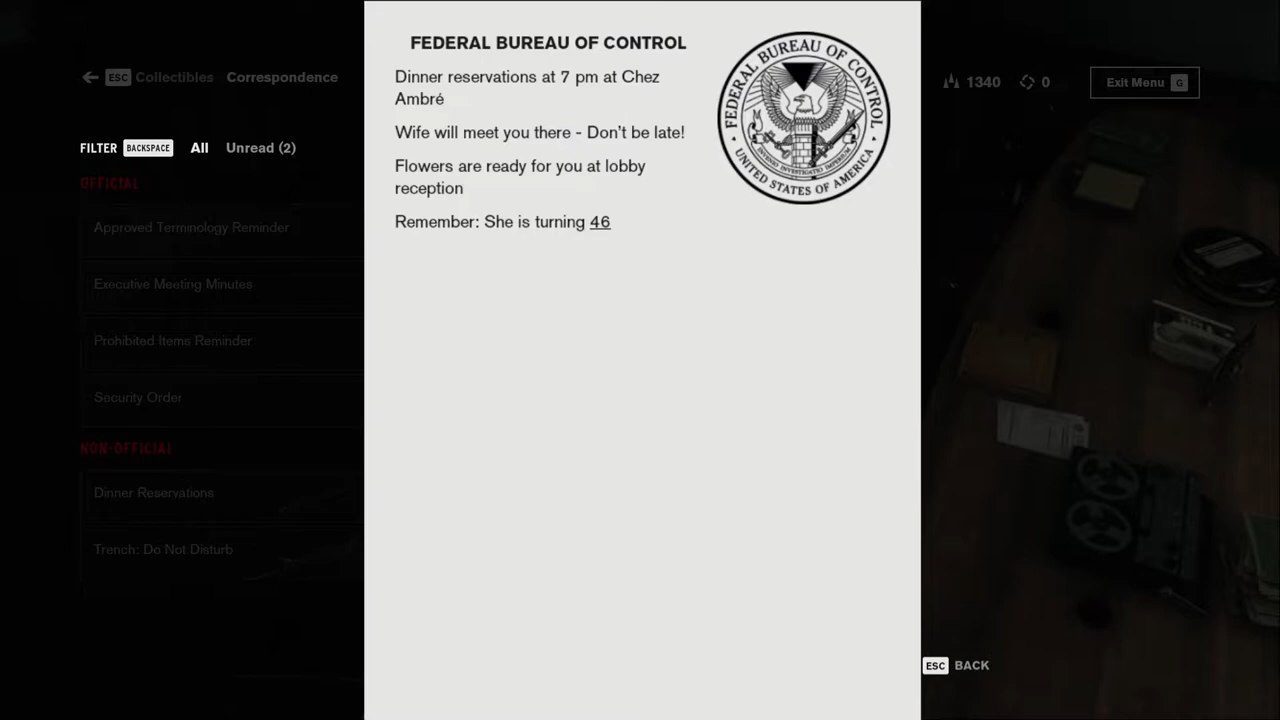 FEDERAL BUREAU OF CONTROL
Dinner reservations at 7 pm at Chez
Ambré
Wife will meet you there - Don't be late!
Flowers are ready for you at lobby
reception
Remember: She is turning 46
FEDERAL BUREAU OF CONTROL
INVENIO INVESTIGATIO IMPERIUM
UNITED STATES OF AMERICA
ESC Collectibles Correspondence
1340 0 Exit Menu G
FILTER BACKSPACE All Unread (2)
OFFICIAL
Approved Terminology Reminder
Executive Meeting Minutes
Prohibited Items Reminder
Security Order
NON-OFFICIAL
Dinner Reservations
Trench: Do Not Disturb
ESC BACK